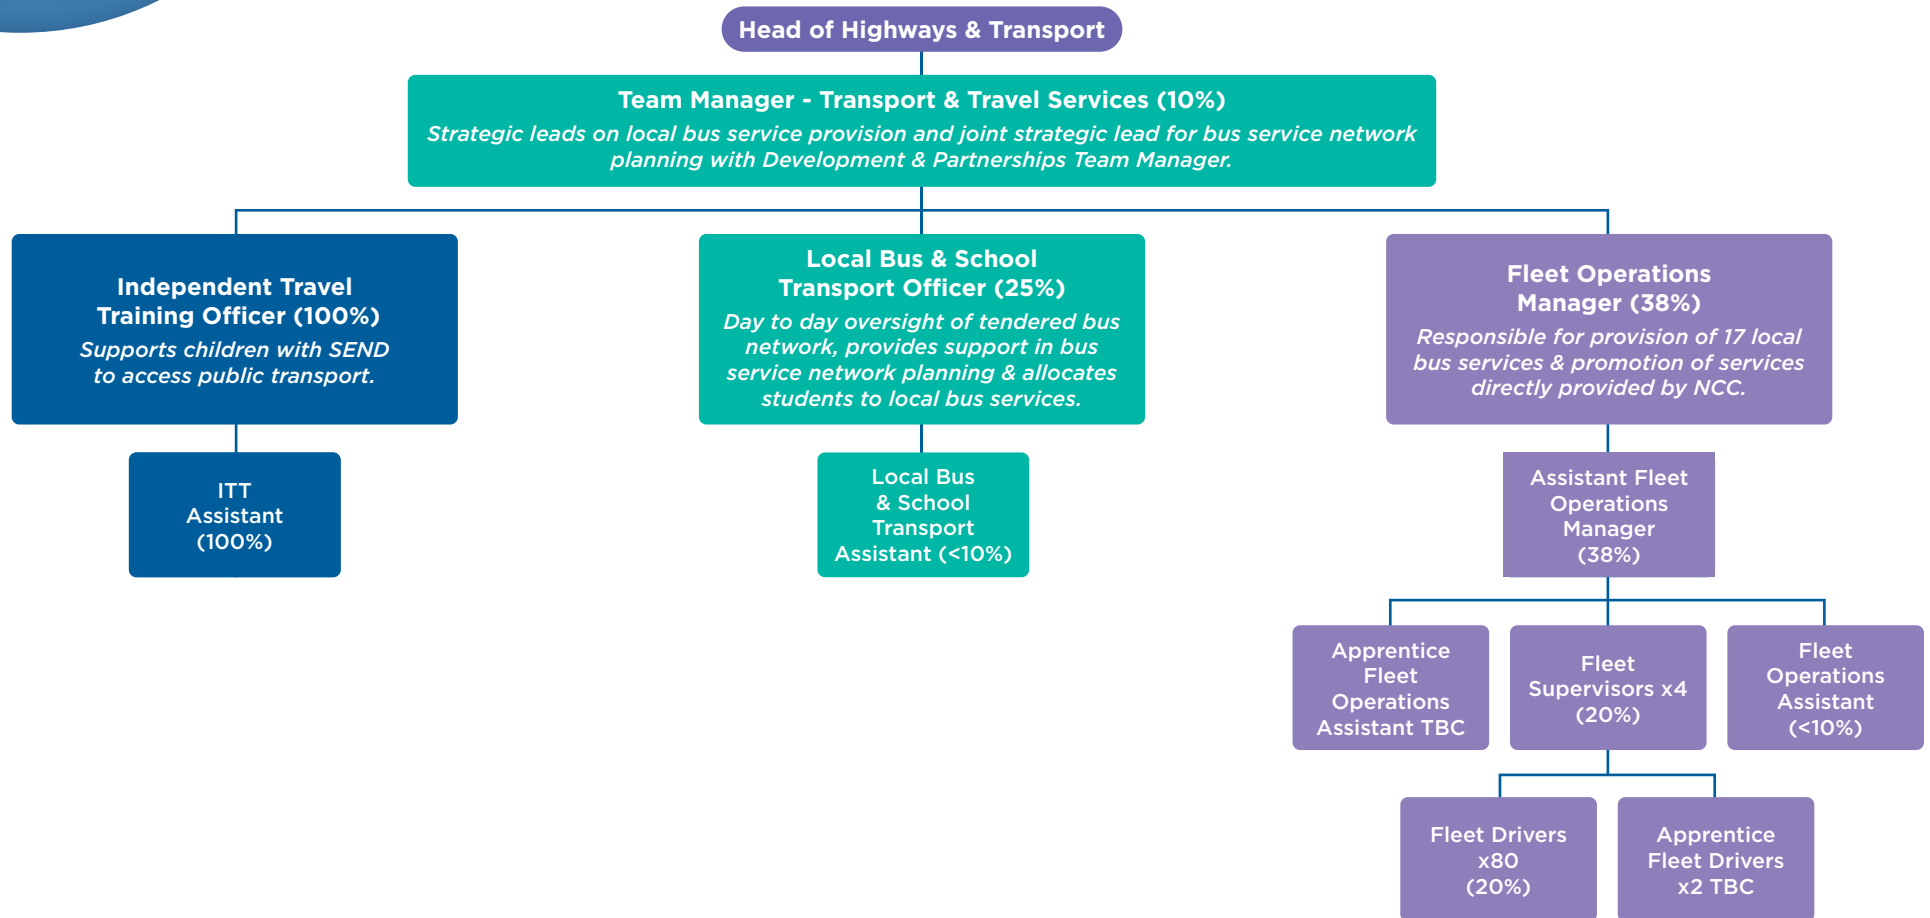 Head of Highways & Transport
Team Manager - Transport & Travel Services (10%)
Strategic leads on local bus service provision and joint strategic lead for bus service network
planning with Development & Partnerships Team Manager.
Independent Travel
Training Officer (100%)
Supports children with SEND
to access public transport.
Local Bus & School
Transport Officer (25%)
Day to day oversight of tendered bus
network, provides support in bus
service network planning & allocates
students to local bus services.
Fleet Operations
Manager (38%)
Responsible for provision of 17 local
bus services & promotion of services
directly provided by NCC.
ITT
Assistant
(100%)
Local Bus
& School
Transport
Assistant (<10%)
Assistant Fleet
Operations
Manager
(38%)
Apprentice
Fleet
Operations
Assistant TBC
Fleet
Supervisors x4
(20%)
Fleet
Operations
Assistant
(<10%)
Fleet Drivers
x80
(20%)
Apprentice
Fleet Drivers
x2 TBC